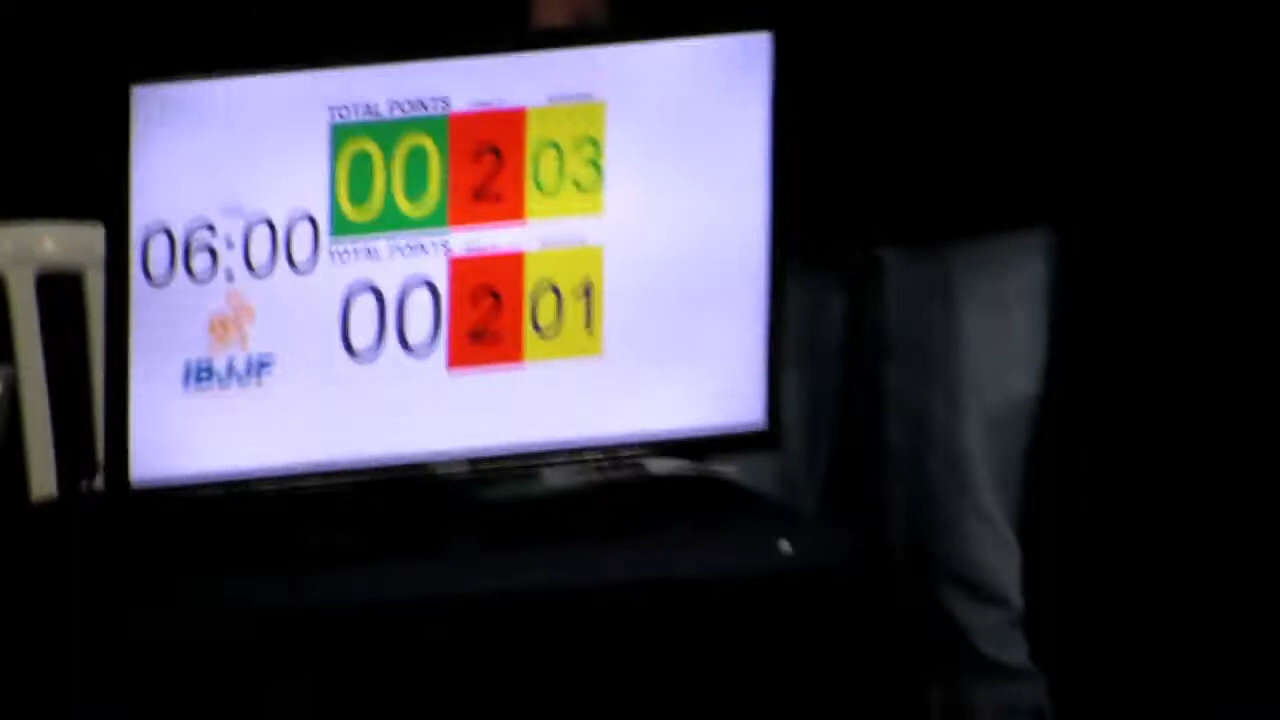 TOTAL POINTS
00 2 03
06:00
TOTAL POINTS
00 2 01
IBJJF